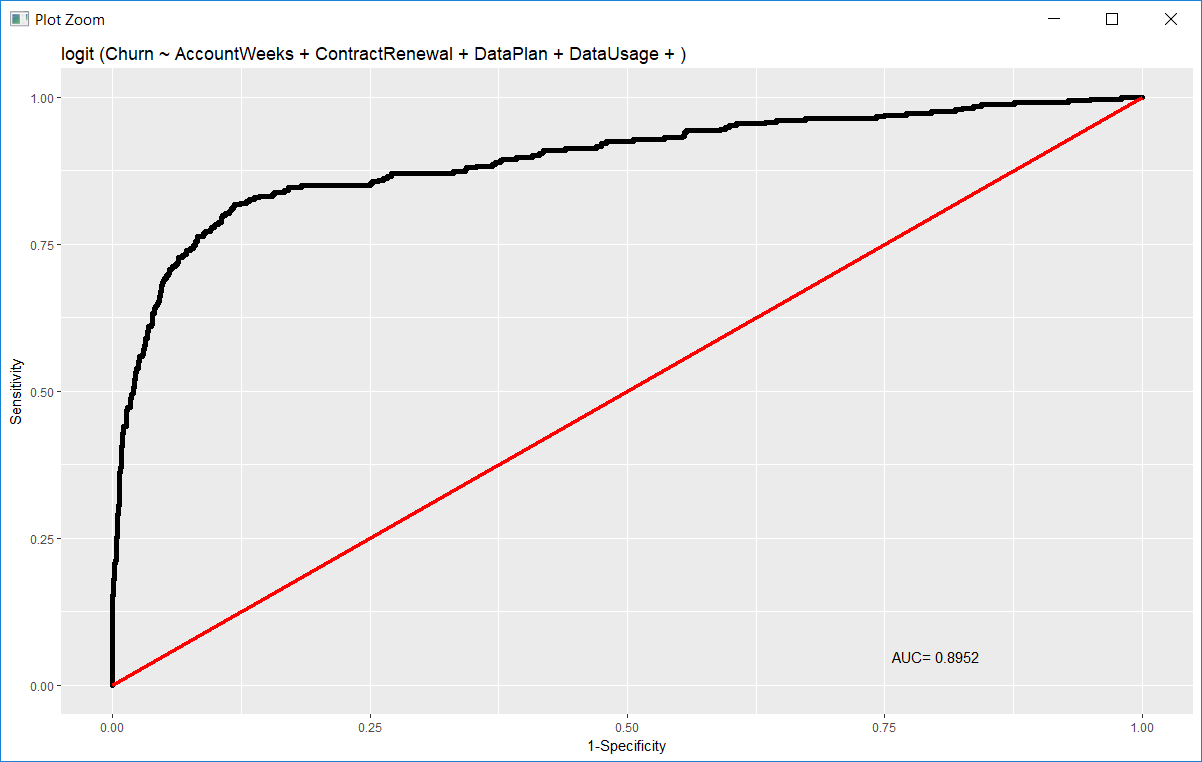 Plot Zoom
logit (Churn ~ AccountWeeks + ContractRenewal + DataPlan + DataUsage + )
1.00
0.75
0.50
0.25
0.00
Sensitivity
AUC= 0.8952
0.00 0.25 0.50 0.75 1.00
1-Specificity